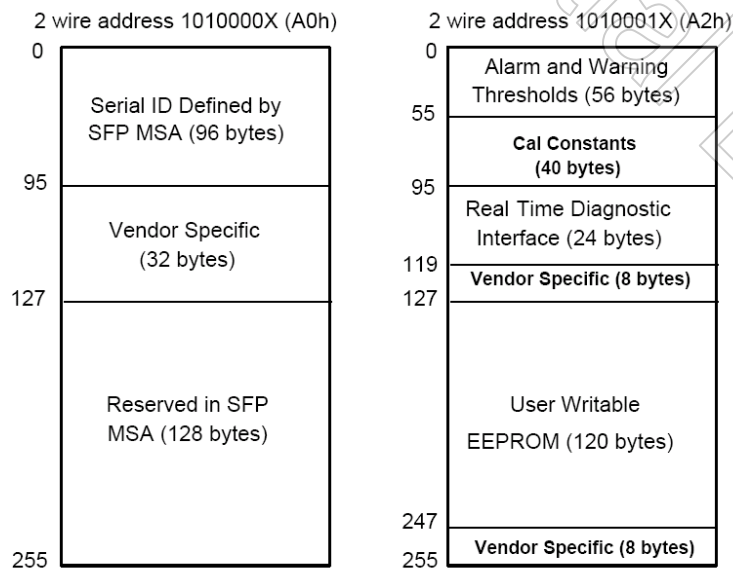 2 wire address 1010000X (A0h)
0
Serial ID Defined by
SFP MSA (96 bytes)
95
Vendor Specific
(32 bytes)
127
Reserved in SFP
MSA (128 bytes)
255
2 wire address 1010001X (A2h)
0
Alarm and Warning
Thresholds (56 bytes)
55
Cal Constants
(40 bytes)
95
Real Time Diagnostic
Interface (24 bytes)
119
Vendor Specific (8 bytes)
127
User Writable
EEPROM (120 bytes)
247
Vendor Specific (8 bytes)
255